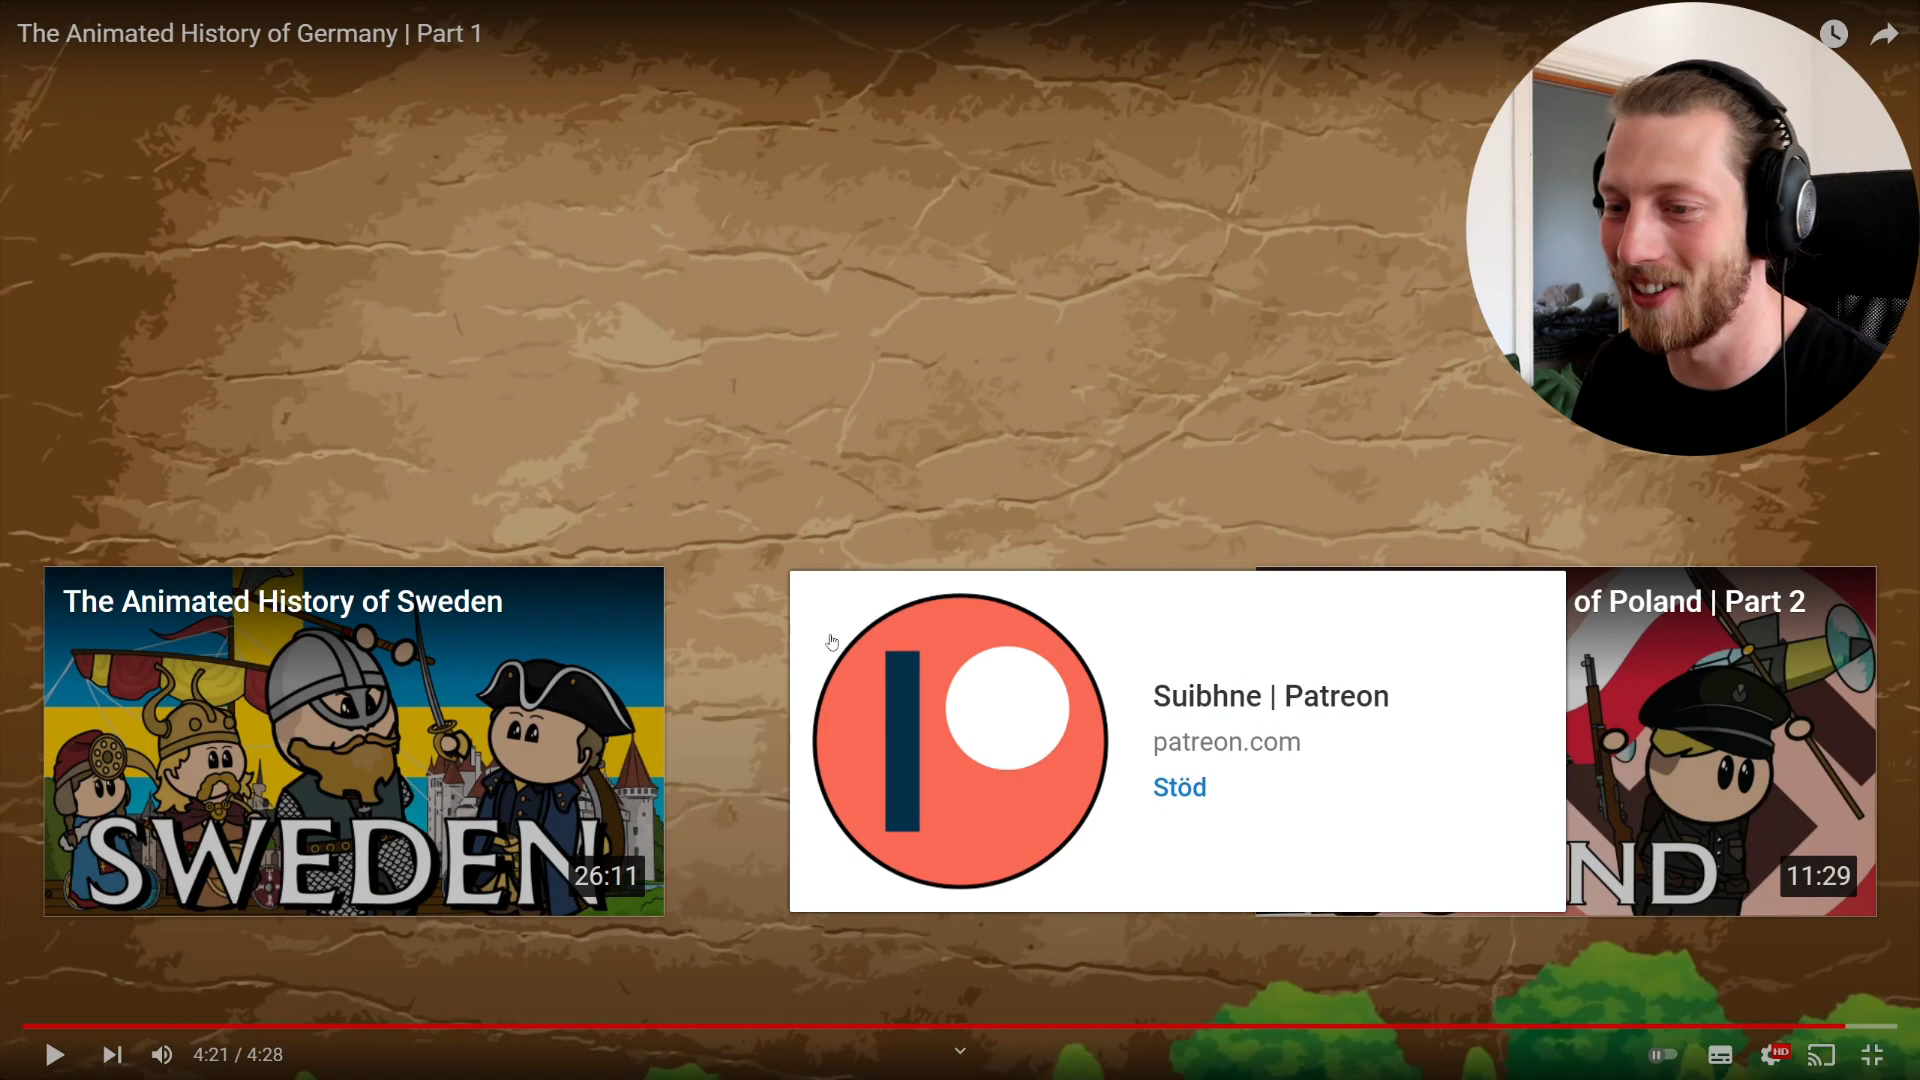 The Animated History of Germany | Part 1
The Animated History of Sweden
SWEDEN
26:11
Suibhne | Patreon
patreon.com
Stöd
of Poland | Part 2
ND
11:29
4:21 / 4:28
HD